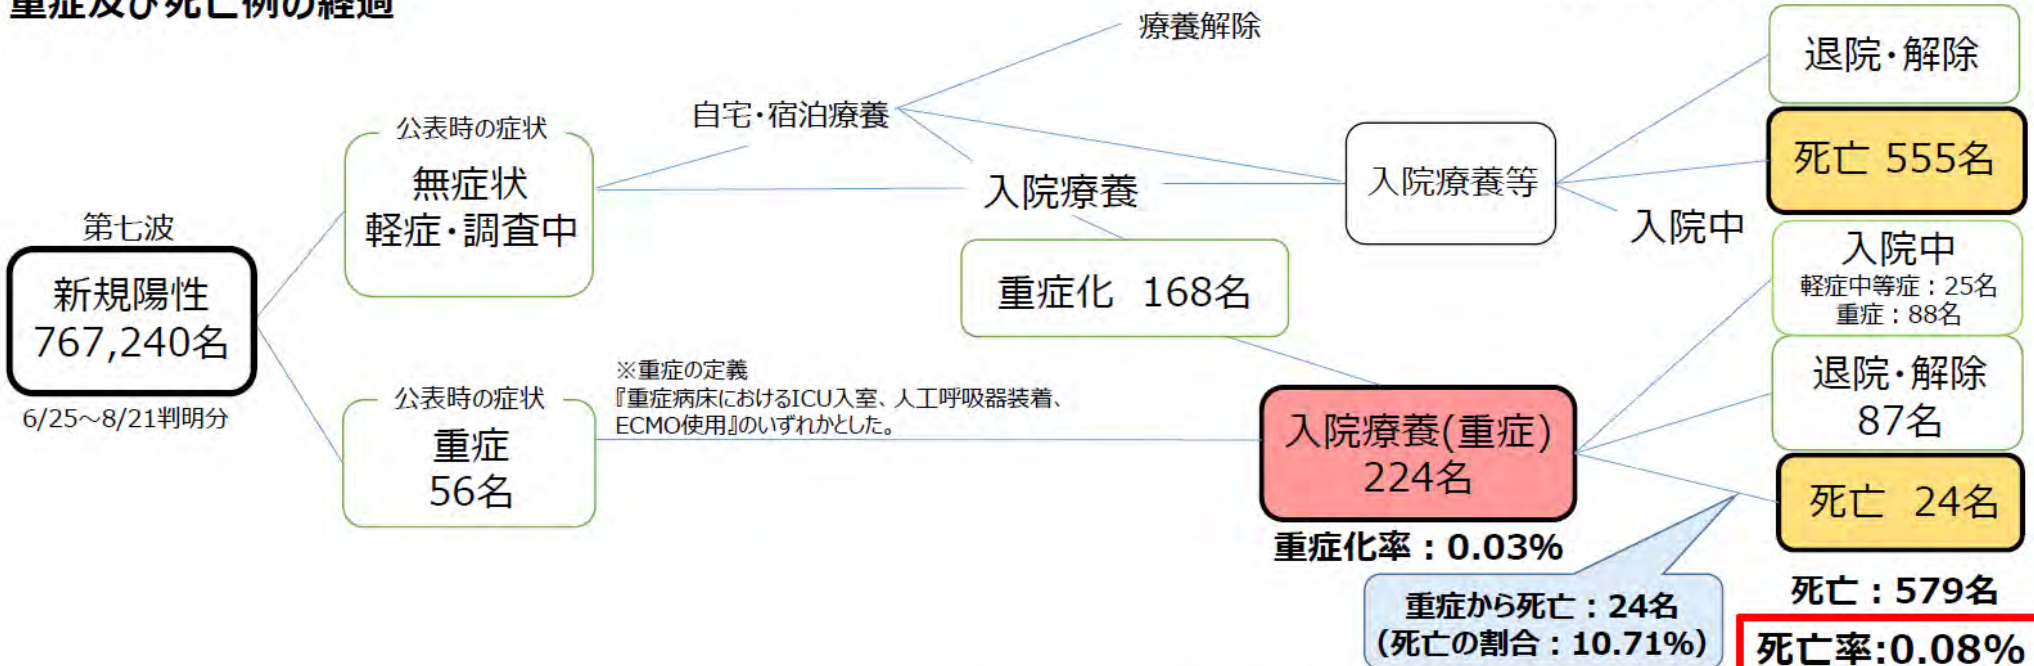 重症及び死亡例の経過
療養解除
自宅・宿泊療養
公表時の症状
無症状
軽症・調査中
入院療養
入院療養等
退院・解除
死亡 555名
入院中
第七波
新規陽性
767,240名
6/25～8/21判明分
重症化 168名
入院中
軽症中等症：25名
重症：88名
公表時の症状
重症
56名
※重症の定義
『重症病床におけるICU入室、人工呼吸器装着、
ECMO使用』のいずれかとした。
入院療養(重症)
224名
重症化率：0.03%
退院・解除
87名
死亡 24名
重症から死亡：24名
（死亡の割合：10.71%）
死亡：579名
死亡率:0.08%